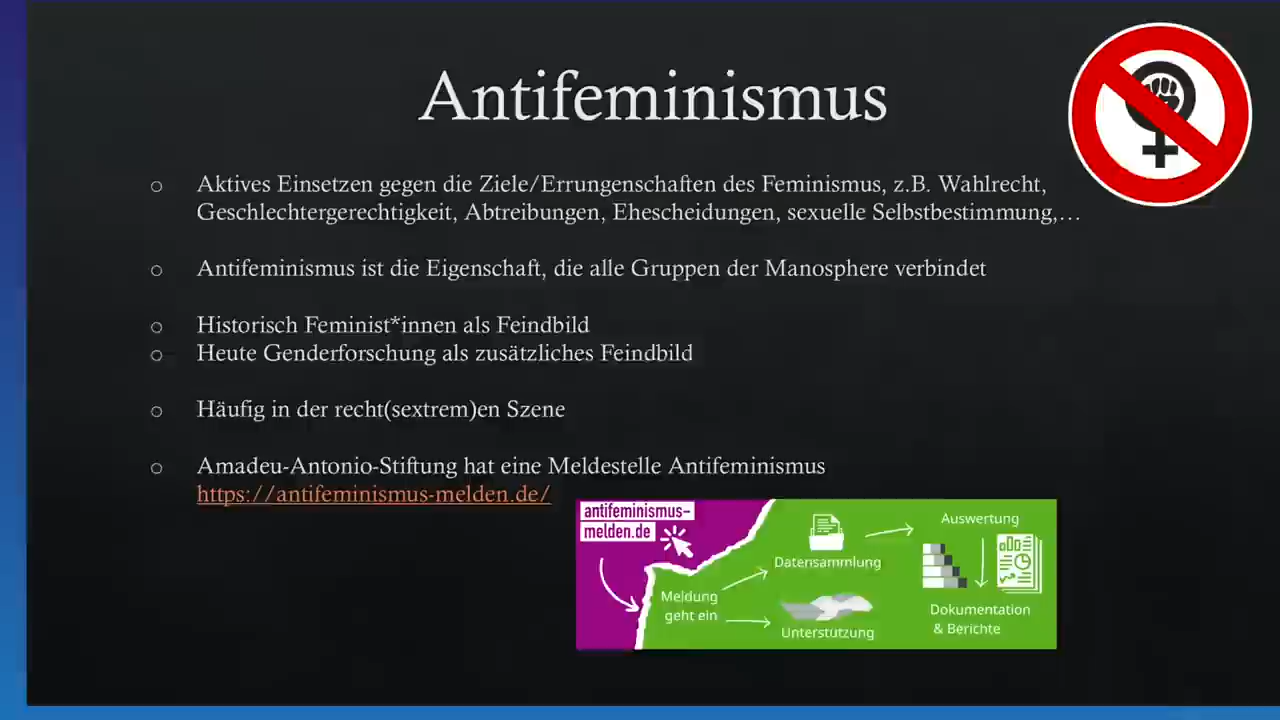 Antifeminismus
Aktives Einsetzen gegen die Ziele/Errungenschaften des Feminismus, z.B. Wahlrecht,
Geschlechtergerechtigkeit, Abtreibungen, Ehescheidungen, sexuelle Selbstbestimmung,…
Antifeminismus ist die Eigenschaft, die alle Gruppen der Manosphere verbindet
Historisch Feminist*innen als Feindbild
Heute Genderforschung als zusätzliches Feindbild
Häufig in der recht(sextrem)en Szene
Amadeu-Antonio-Stiftung hat eine Meldestelle Antifeminismus
https://antifeminismus-melden.de/
antifeminismus-
melden.de
Meldung
geht ein
Datensammlung
Unterstützung
Auswertung
Dokumentation
& Berichte